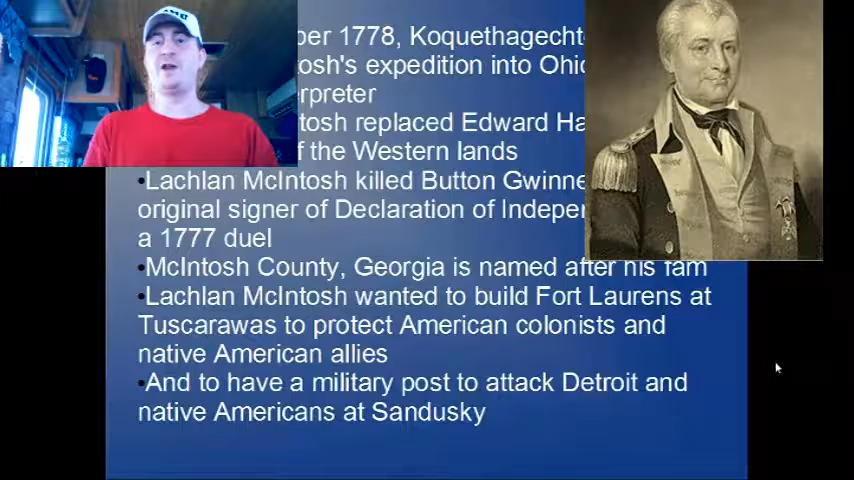 ber 1778, Koquethagecht
tosh's expedition into Ohio
erpreter
tosh replaced Edward Ha
f the Western lands
•Lachlan McIntosh killed Button Gwinne
original signer of Declaration of Indepen
a 1777 duel
•McIntosh County, Georgia is named after his fam
•Lachlan McIntosh wanted to build Fort Laurens at
Tuscarawas to protect American colonists and
native American allies
•And to have a military post to attack Detroit and
native Americans at Sandusky